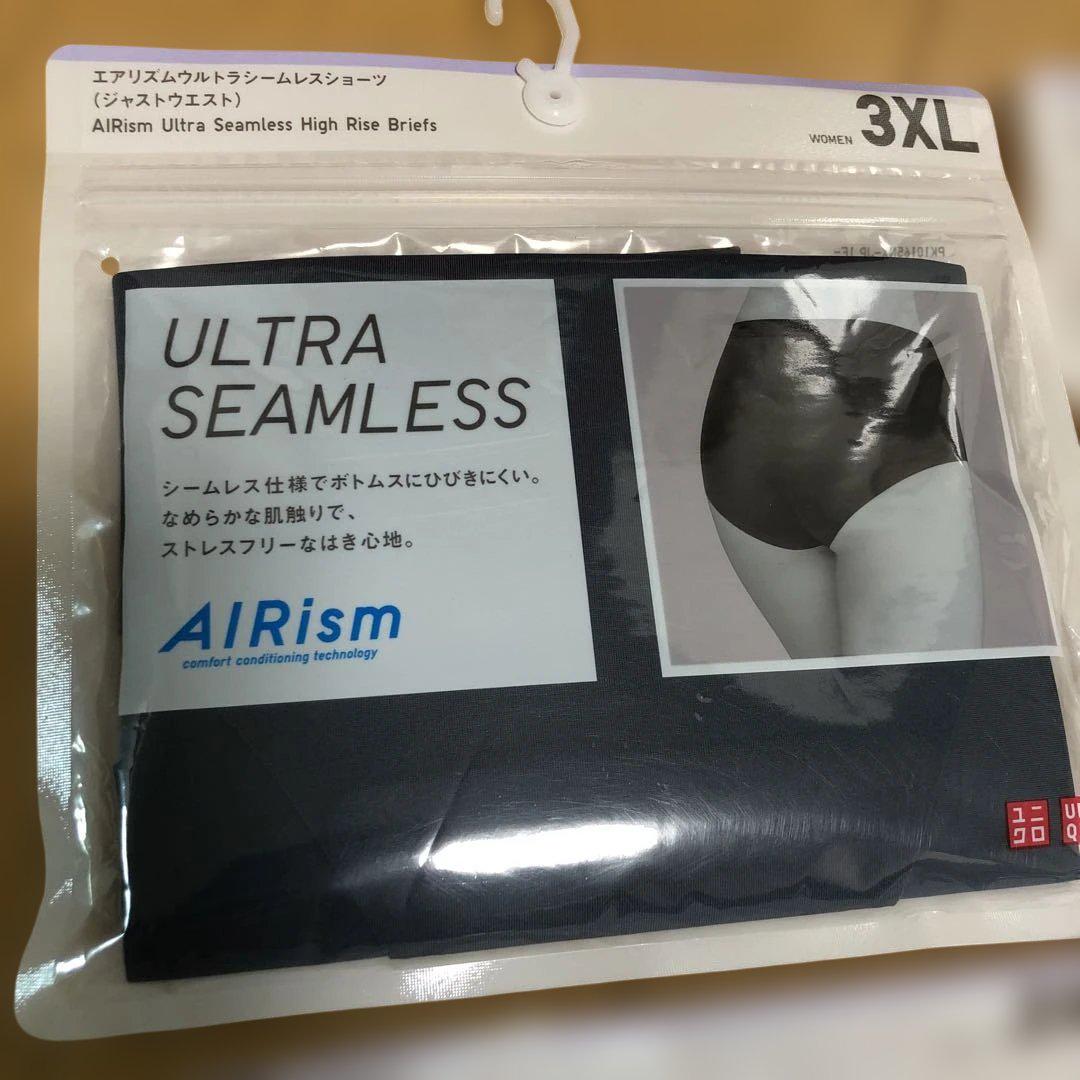 エアリズムウルトラシームレスショーツ
(ジャストウエスト)
AIRism Ultra Seamless High Rise Briefs
WOMEN 3XL
ULTRA
SEAMLESS
シームレス仕様でボトムスにひびきにくい。
なめらかな肌触りで、
ストレスフリーなはき心地。
AIRism
comfort conditioning technology
ユニ
クロ